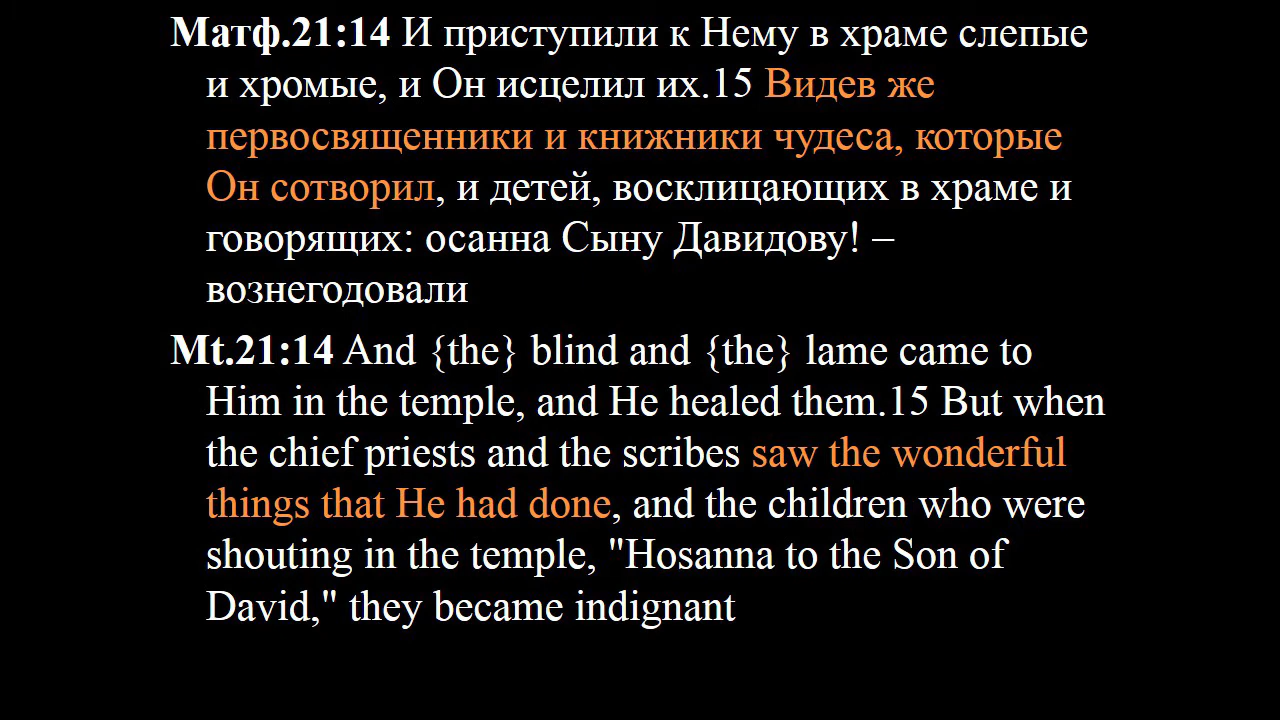 Матф.21:14 И приступили к Нему в храме слепые
и хромые, и Он исцелил их.15 Видев же
первосвященники и книжники чудеса, которые
Он сотворил, и детей, восклицающих в храме и
говорящих: осанна Сыну Давидову! –
вознегодовали
Mt.21:14 And {the} blind and {the} lame came to
Him in the temple, and He healed them.15 But when
the chief priests and the scribes saw the wonderful
things that He had done, and the children who were
shouting in the temple, "Hosanna to the Son of
David," they became indignant